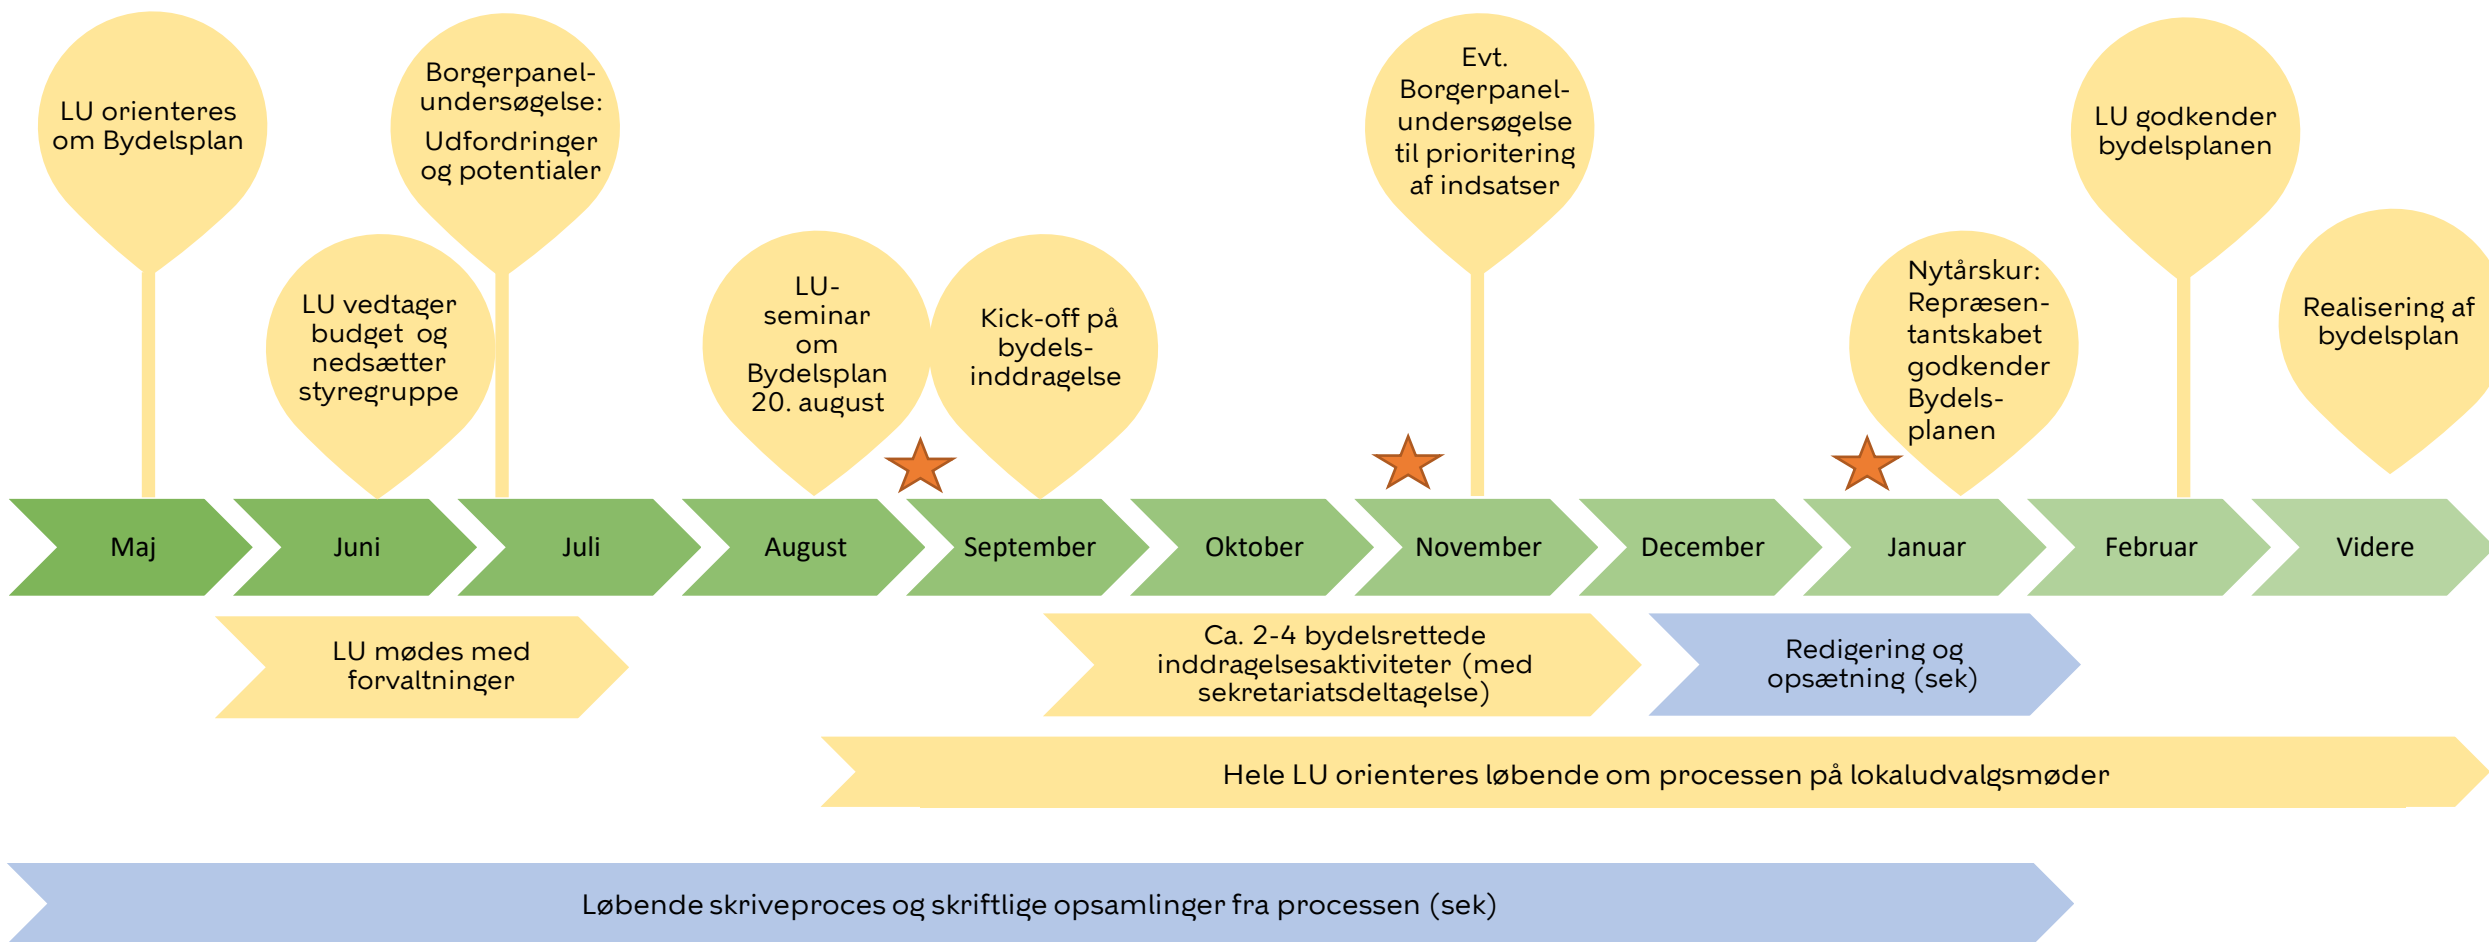 LU orienteres
om Bydelsplan
LU vedtager
budget og
nedsætter
styregruppe
Borgerpanel-
undersøgelse:
Udfordringer
og potentialer
LU-
seminar
om
Bydelsplan
20. august
Kick-off på
bydels-
inddragelse
Evt.
Borgerpanel-
undersøgelse
til prioritering
af indsatser
Nytårskur:
Repræsen-
tantskabet
godkender
Bydels-
planen
LU godkender
bydelsplanen
Realisering af
bydelsplan
Maj
Juni
Juli
August
September
Oktober
November
December
Januar
Februar
Videre
LU mødes med
forvaltninger
Ca. 2-4 bydelsrettede
inddragelsesaktiviteter (med
sekretariatsdeltagelse)
Redigering og
opsætning (sek)
Hele LU orienteres løbende om processen på lokaludvalgsmøder
Løbende skriveproces og skriftlige opsamlinger fra processen (sek)